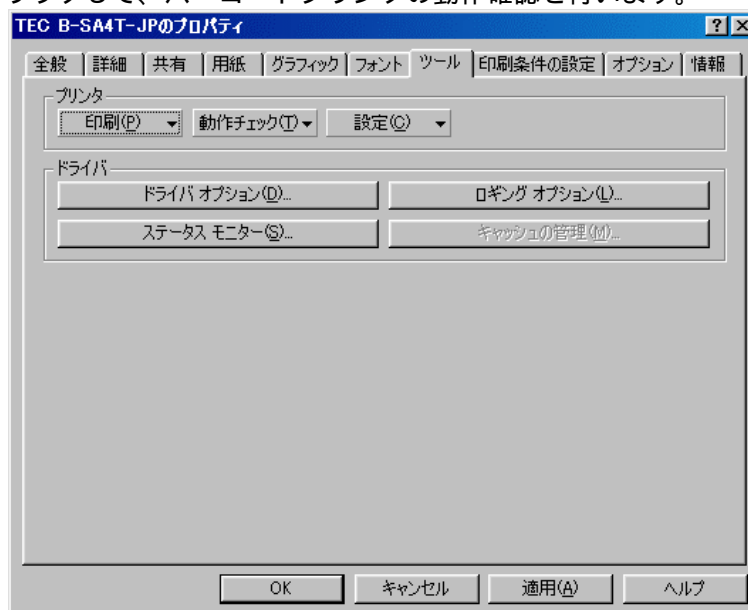 TEC B-SA4T-JPのプロパティ
全般 詳細 共有 用紙 グラフィック フォント ツール 印刷条件の設定 オプション 情報
プリンタ
印刷(P) 動作チェック(T) 設定(C)
ドライバ
ドライバ オプション(D)... ロギング オプション(L)...
ステータス モニター(S)... キャッシュの管理(M)...
OK キャンセル 適用(A) ヘルプ